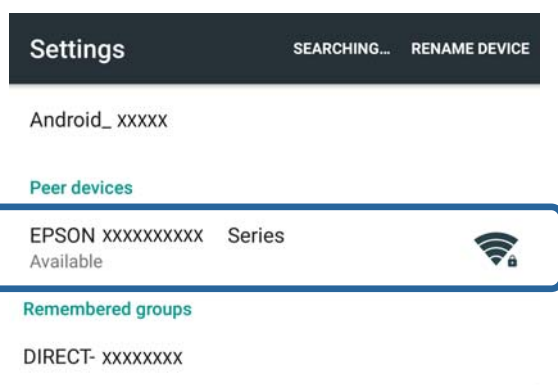 Settings SEARCHING... RENAME DEVICE
Android_ xxxxx
Peer devices
EPSON xxxxxxxxxx Series
Available
Remembered groups
DIRECT- xxxxxxxx